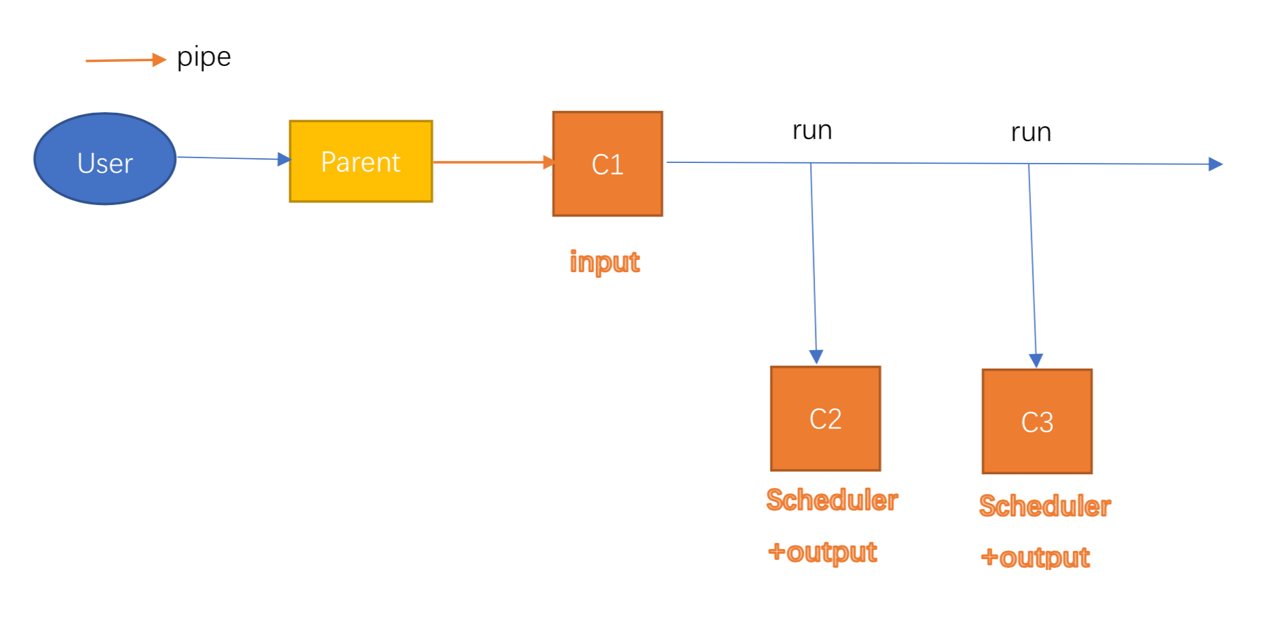 pipe
run
run
User
Parent
C1
input
C2
C3
Scheduler
+output
Scheduler
+output